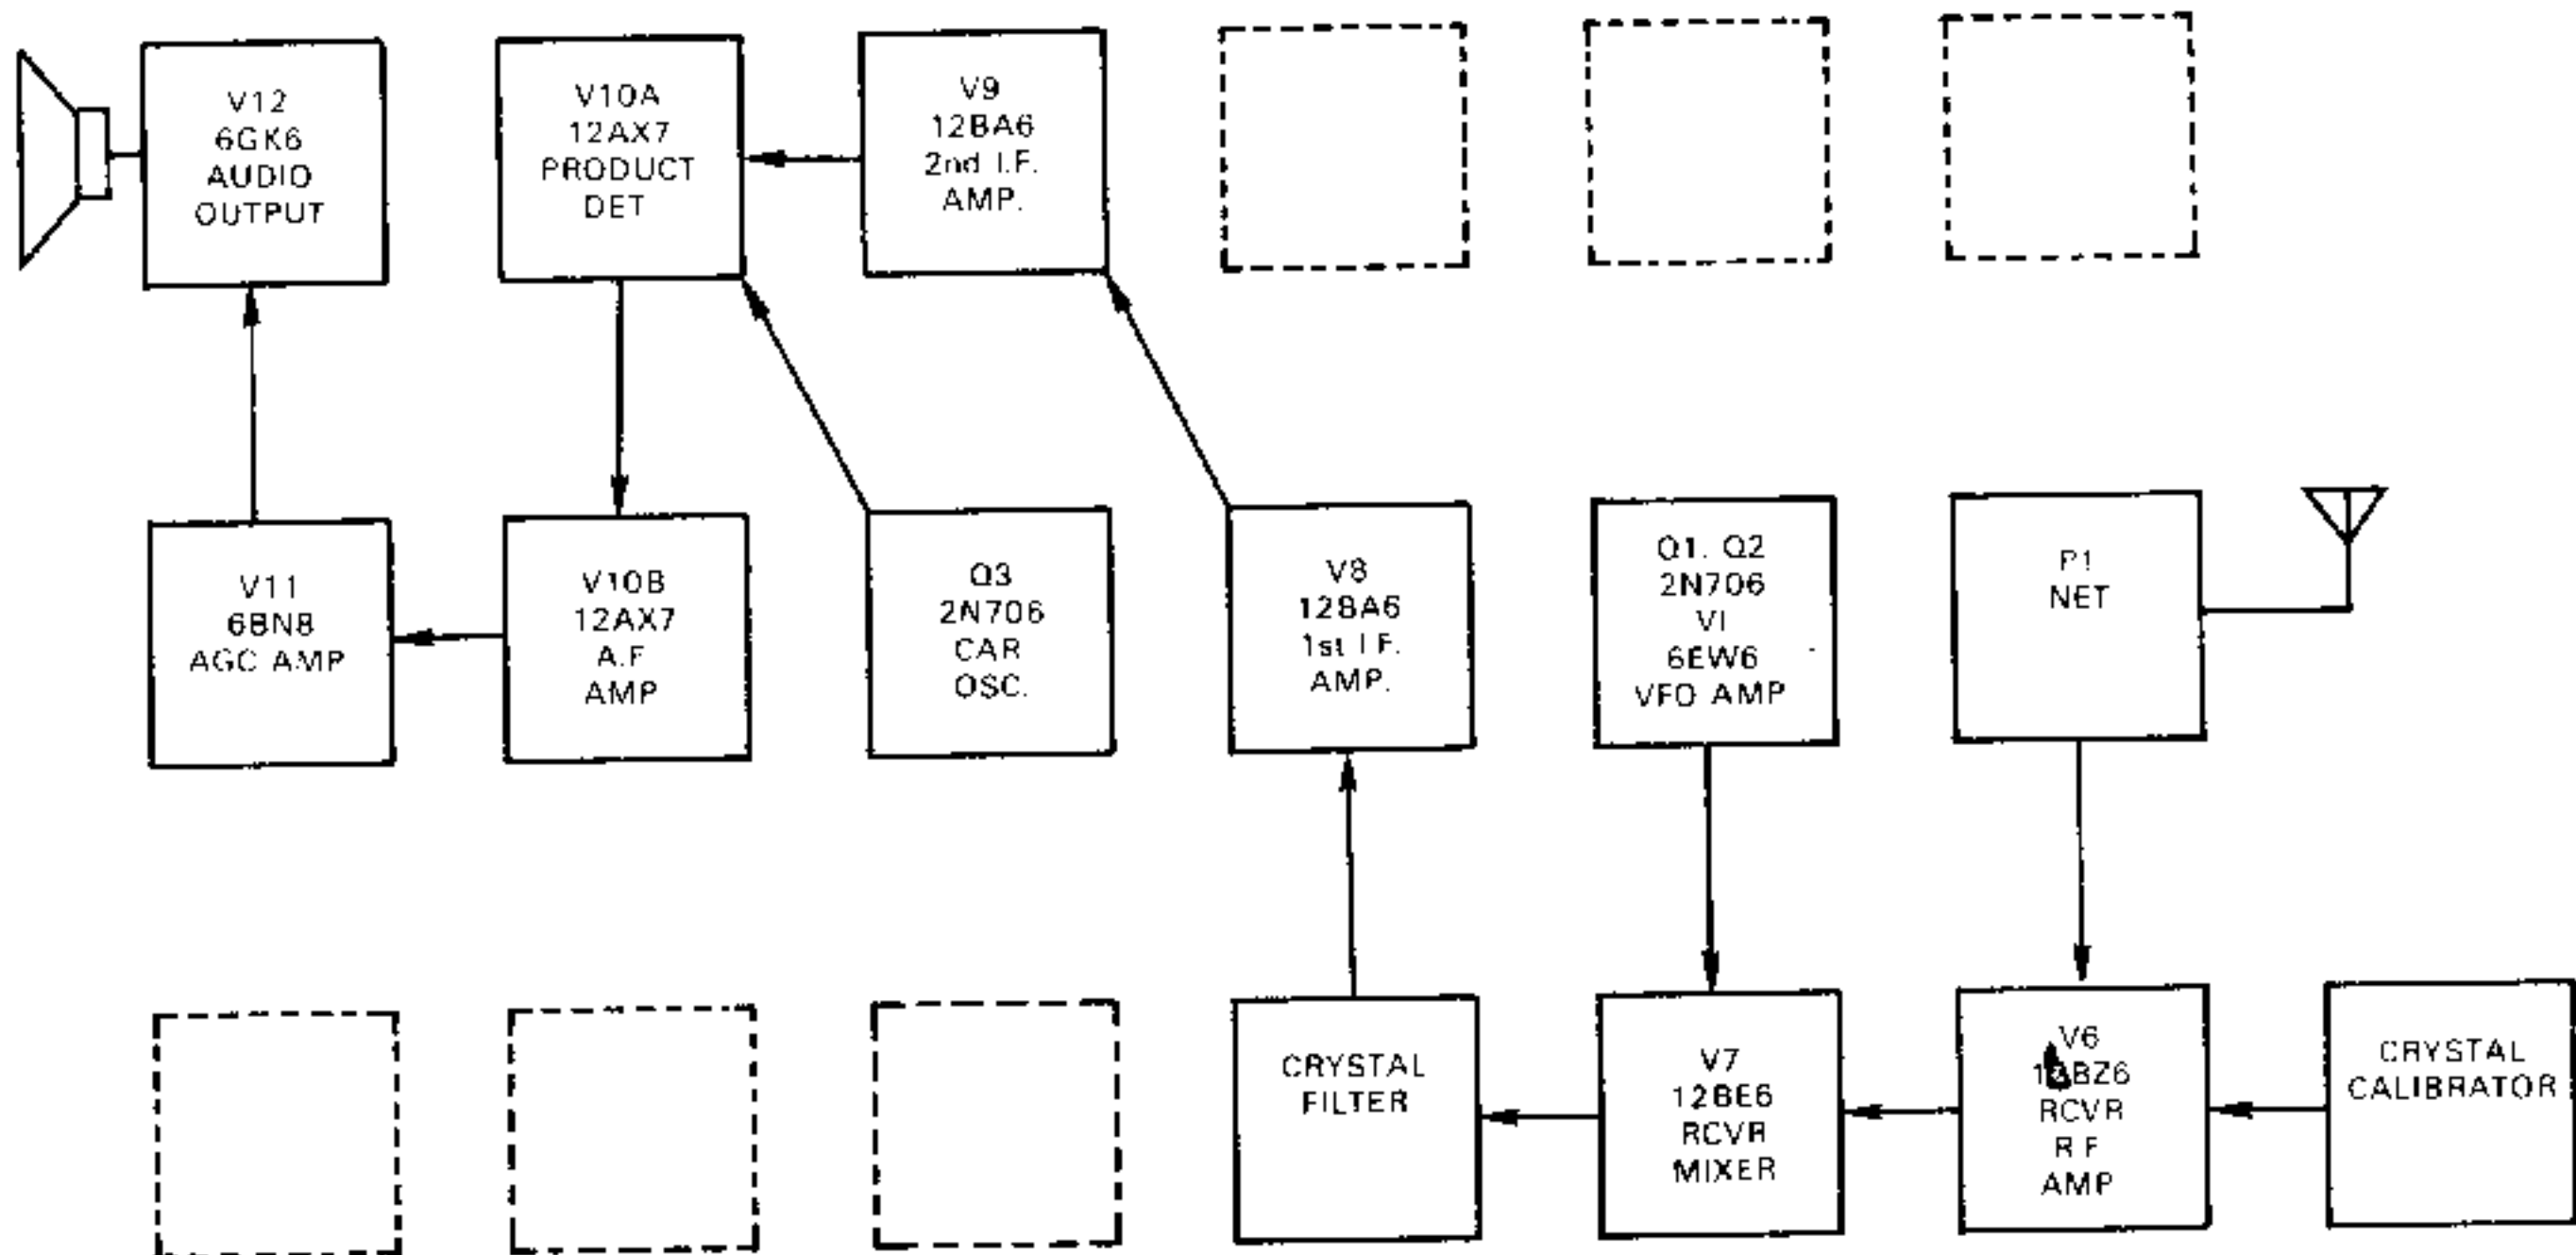 V12
6GK6
AUDIO
OUTPUT
V10A
12AX7
PRODUCT
DET
V9
12BA6
2nd I.F.
AMP.
V11
6BN8
AGC AMP
V10B
12AX7
A.F
AMP
Q3
2N706
CAR
OSC.
V8
12BA6
1st I.F.
AMP.
Q1. Q2
2N706
VI
6EW6
VFO AMP
P1
NET
CRYSTAL
FILTER
V7
12BE6
RCVR
MIXER
V6
RCVR
R F
AMP
CRYSTAL
CALIBRATOR